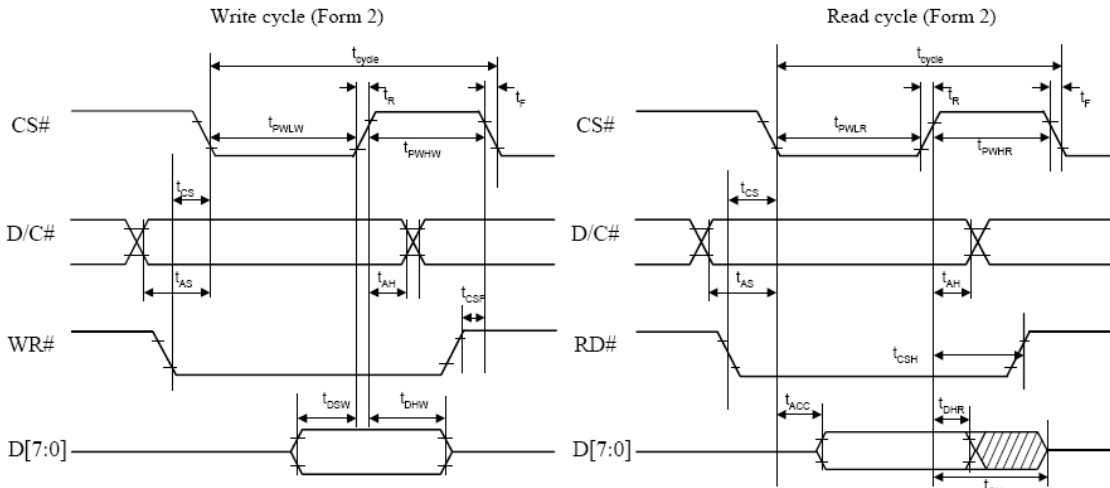 Write cycle (Form 2)
tcycle
tR
tF
CS#
tPWLW
tPWHW
tCS
D/C#
tAS
tAH
tCSF
WR#
tDSW
tDHW
D[7:0]
Read cycle (Form 2)
tcycle
tR
tF
CS#
tPWLR
tPWHR
tCS
D/C#
tAS
tAH
RD#
tCSH
tACC
tDHR
D[7:0]